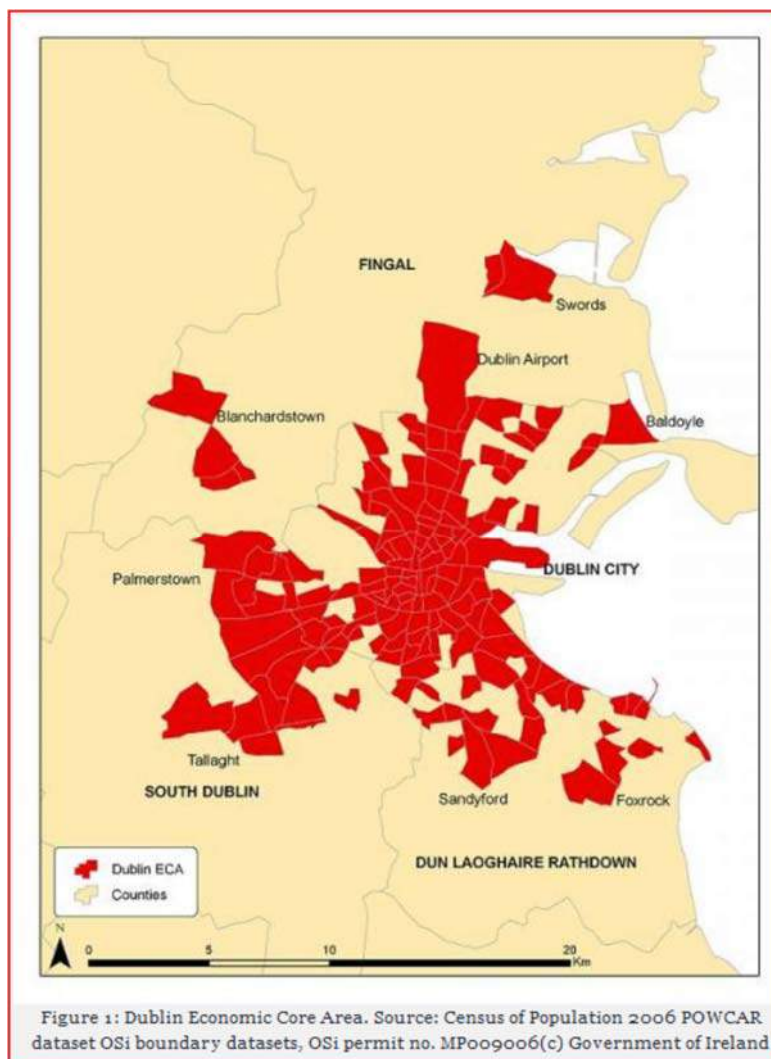 FINGAL
Swords
Dublin Airport
Blanchardstown
Baldoyle
DUBLIN CITY
Palmerstown
Tallaght
SOUTH DUBLIN
Sandyford
Foxrock
DUN LAOGHAIRE RATHDOWN
Dublin ECA
Counties
N
0 5 10 20
Km
Figure 1: Dublin Economic Core Area. Source: Census of Population 2006 POWCAR
dataset OSi boundary datasets, OSi permit no. MP009006(c) Government of Ireland